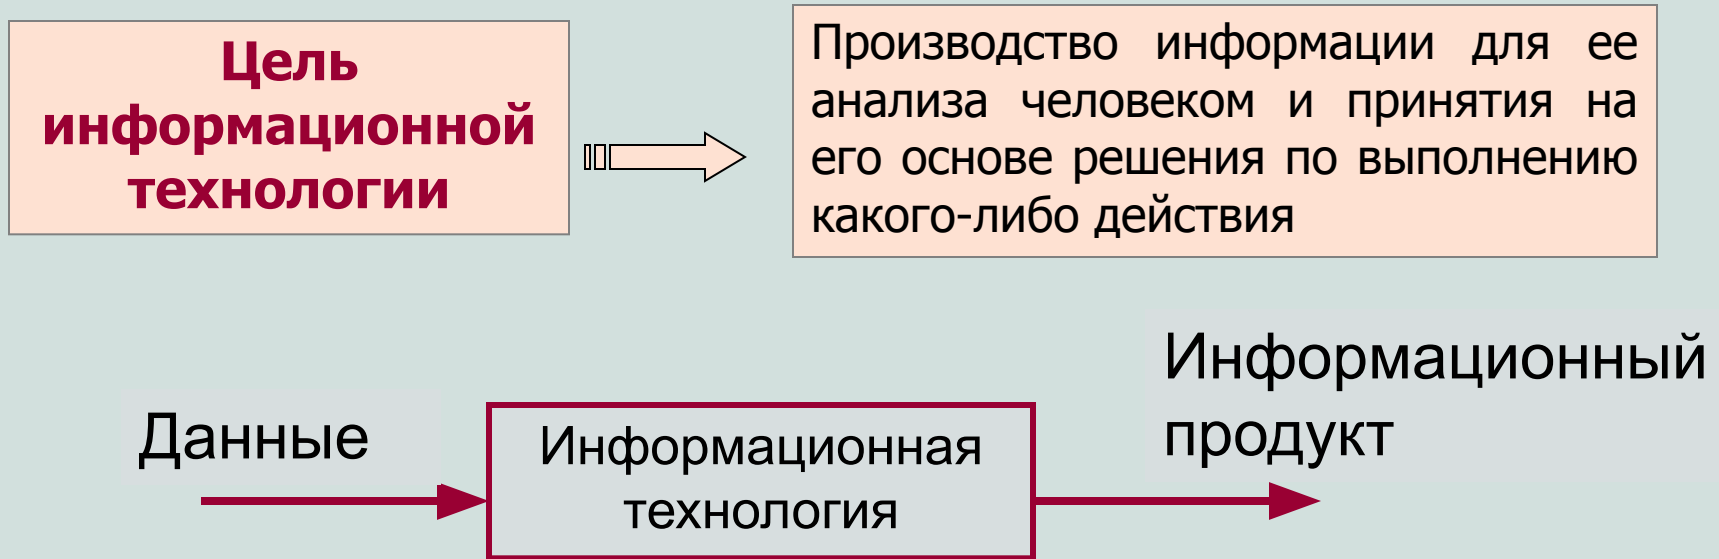 Цель
информационной
технологии
Производство информации для ее
анализа человеком и принятия на
его основе решения по выполнению
какого-либо действия
Данные
Информационная
технология
Информационный
продукт